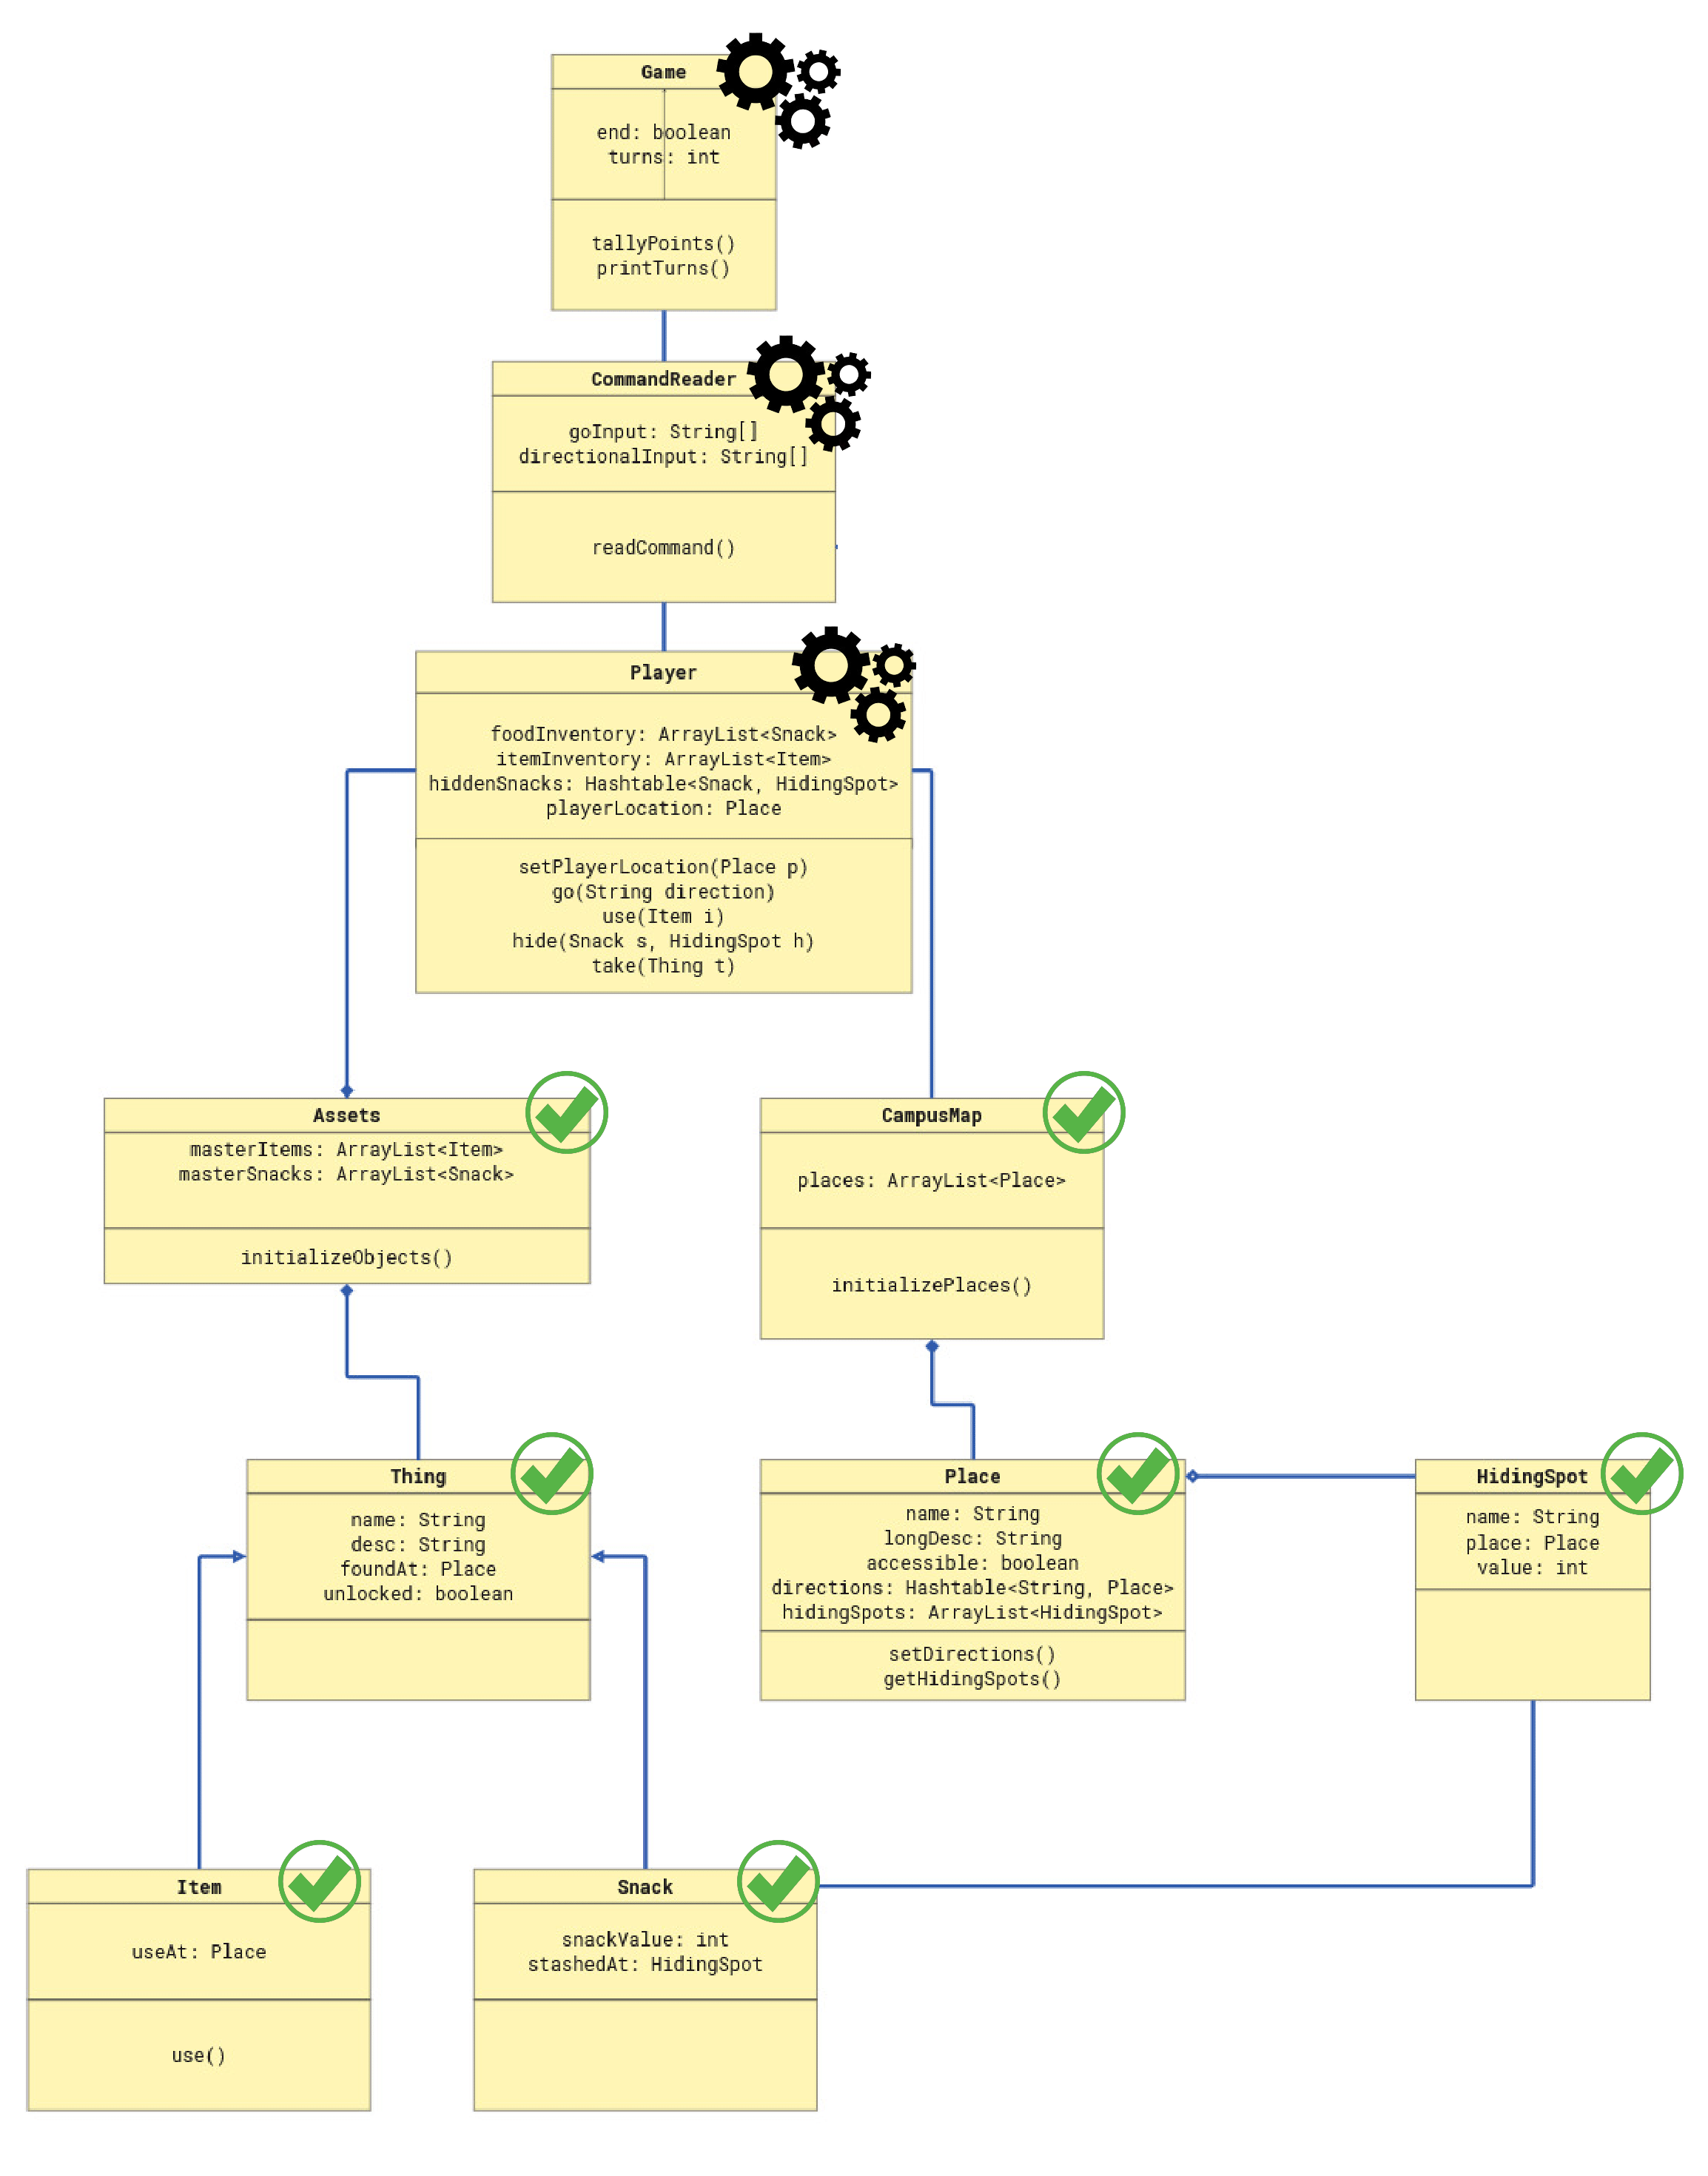 Game
end: boolean
turns: int
tallyPoints()
printTurns()
CommandReader
goInput: String[]
directionalInput: String[]
readCommand()
Player
foodInventory: ArrayList<Snack>
itemInventory: ArrayList<Item>
hiddenSnacks: Hashtable<Snack, HidingSpot>
playerLocation: Place
setPlayerLocation(Place p)
go(String direction)
use(Item i)
hide(Snack s, HidingSpot h)
take(Thing t)
Assets
masterItems: ArrayList<Item>
masterSnacks: ArrayList<Snack>
initializeObjects()
CampusMap
places: ArrayList<Place>
initializePlaces()
Thing
name: String
desc: String
foundAt: Place
unlocked: boolean
Place
name: String
longDesc: String
accessible: boolean
directions: Hashtable<String, Place>
hidingSpots: ArrayList<HidingSpot>
setDirections()
getHidingSpots()
HidingSpot
name: String
place: Place
value: int
Item
useAt: Place
use()
Snack
snackValue: int
stashedAt: HidingSpot